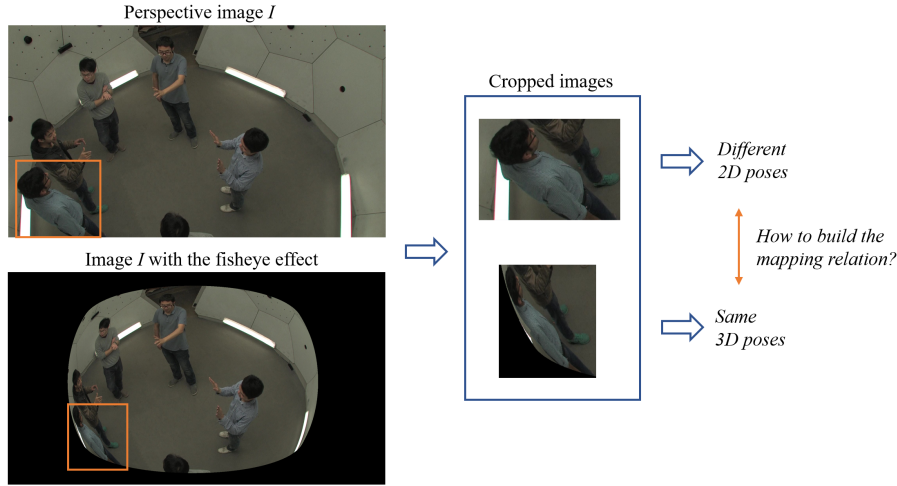 Perspective image I
Image I with the fisheye effect
Cropped images
Different
2D poses
How to build the
mapping relation?
Same
3D poses